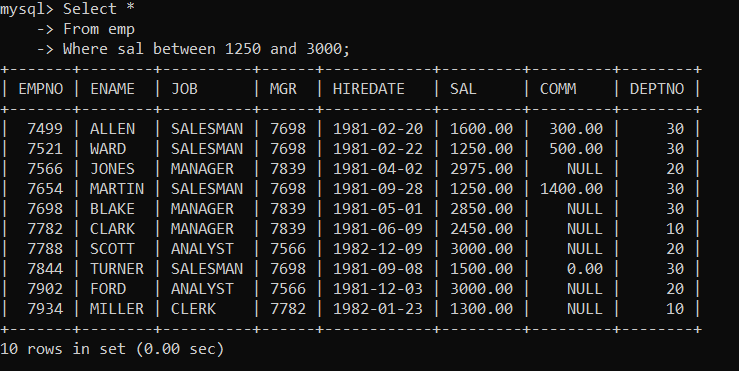 mysql> Select *
    -> From emp
    -> Where sal between 1250 and 3000;
+-------+--------+----------+------+------------+---------+---------+--------+
| EMPNO | ENAME  | JOB      | MGR  | HIREDATE   | SAL     | COMM    | DEPTNO |
+-------+--------+----------+------+------------+---------+---------+--------+
|  7499 | ALLEN  | SALESMAN | 7698 | 1981-02-20 | 1600.00 |  300.00 |     30 |
|  7521 | WARD   | SALESMAN | 7698 | 1981-02-22 | 1250.00 |  500.00 |     30 |
|  7566 | JONES  | MANAGER  | 7839 | 1981-04-02 | 2975.00 |    NULL |     20 |
|  7654 | MARTIN | SALESMAN | 7698 | 1981-09-28 | 1250.00 | 1400.00 |     30 |
|  7698 | BLAKE  | MANAGER  | 7839 | 1981-05-01 | 2850.00 |    NULL |     30 |
|  7782 | CLARK  | MANAGER  | 7839 | 1981-06-09 | 2450.00 |    NULL |     10 |
|  7788 | SCOTT  | ANALYST  | 7566 | 1982-12-09 | 3000.00 |    NULL |     20 |
|  7844 | TURNER | SALESMAN | 7698 | 1981-09-08 | 1500.00 |    0.00 |     30 |
|  7902 | FORD   | ANALYST  | 7566 | 1981-12-03 | 3000.00 |    NULL |     20 |
|  7934 | MILLER | CLERK    | 7782 | 1982-01-23 | 1300.00 |    NULL |     10 |
+-------+--------+----------+------+------------+---------+---------+--------+
10 rows in set (0.00 sec)